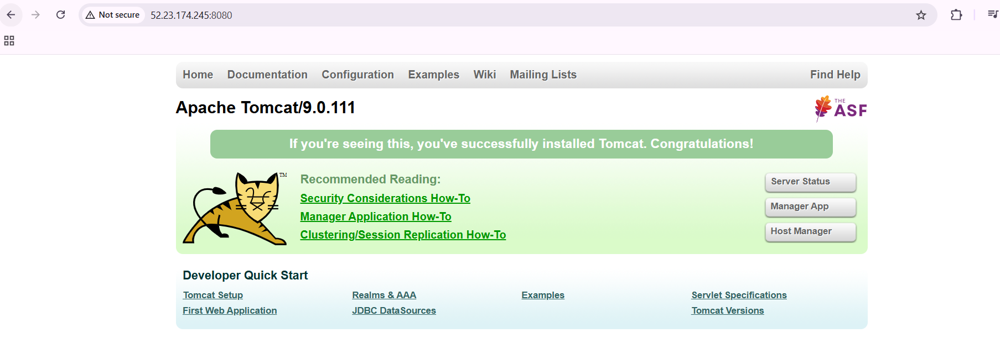 Not secure 52.23.174.245:8080
Home Documentation Configuration Examples Wiki Mailing Lists Find Help
Apache Tomcat/9.0.111
THE
ASF
If you're seeing this, you've successfully installed Tomcat. Congratulations!
TM
Recommended Reading:
Security Considerations How-To
Manager Application How-To
Clustering/Session Replication How-To
Server Status
Manager App
Host Manager
Developer Quick Start
Tomcat Setup
First Web Application
Realms & AAA
JDBC DataSources
Examples
Servlet Specifications
Tomcat Versions